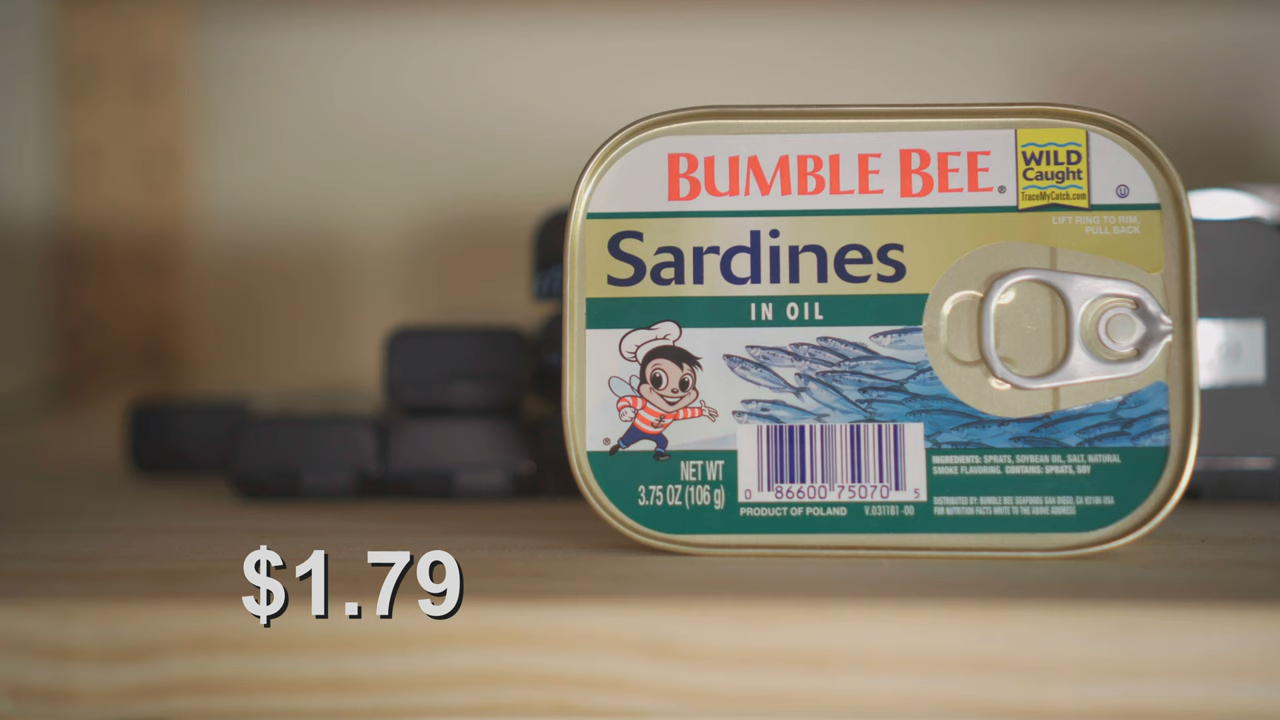 BUMBLE BEE®
WILD
Caught
TraceMyCatch.com
U
LIFT RING TO RIM,
PULL BACK
Sardines
IN OIL
®
NET WT
3.75 OZ (106 g)
0 86600 75070 5
PRODUCT OF POLAND V.031181-00
INGREDIENTS: SPRATS, SOYBEAN OIL, SALT, NATURAL
SMOKE FLAVORING. CONTAINS: SPRATS, SOY
DISTRIBUTED BY: BUMBLE BEE SEAFOODS SAN DIEGO, CA 92186 USA
FOR NUTRITION FACTS WRITE TO THE ABOVE ADDRESS
$1.79